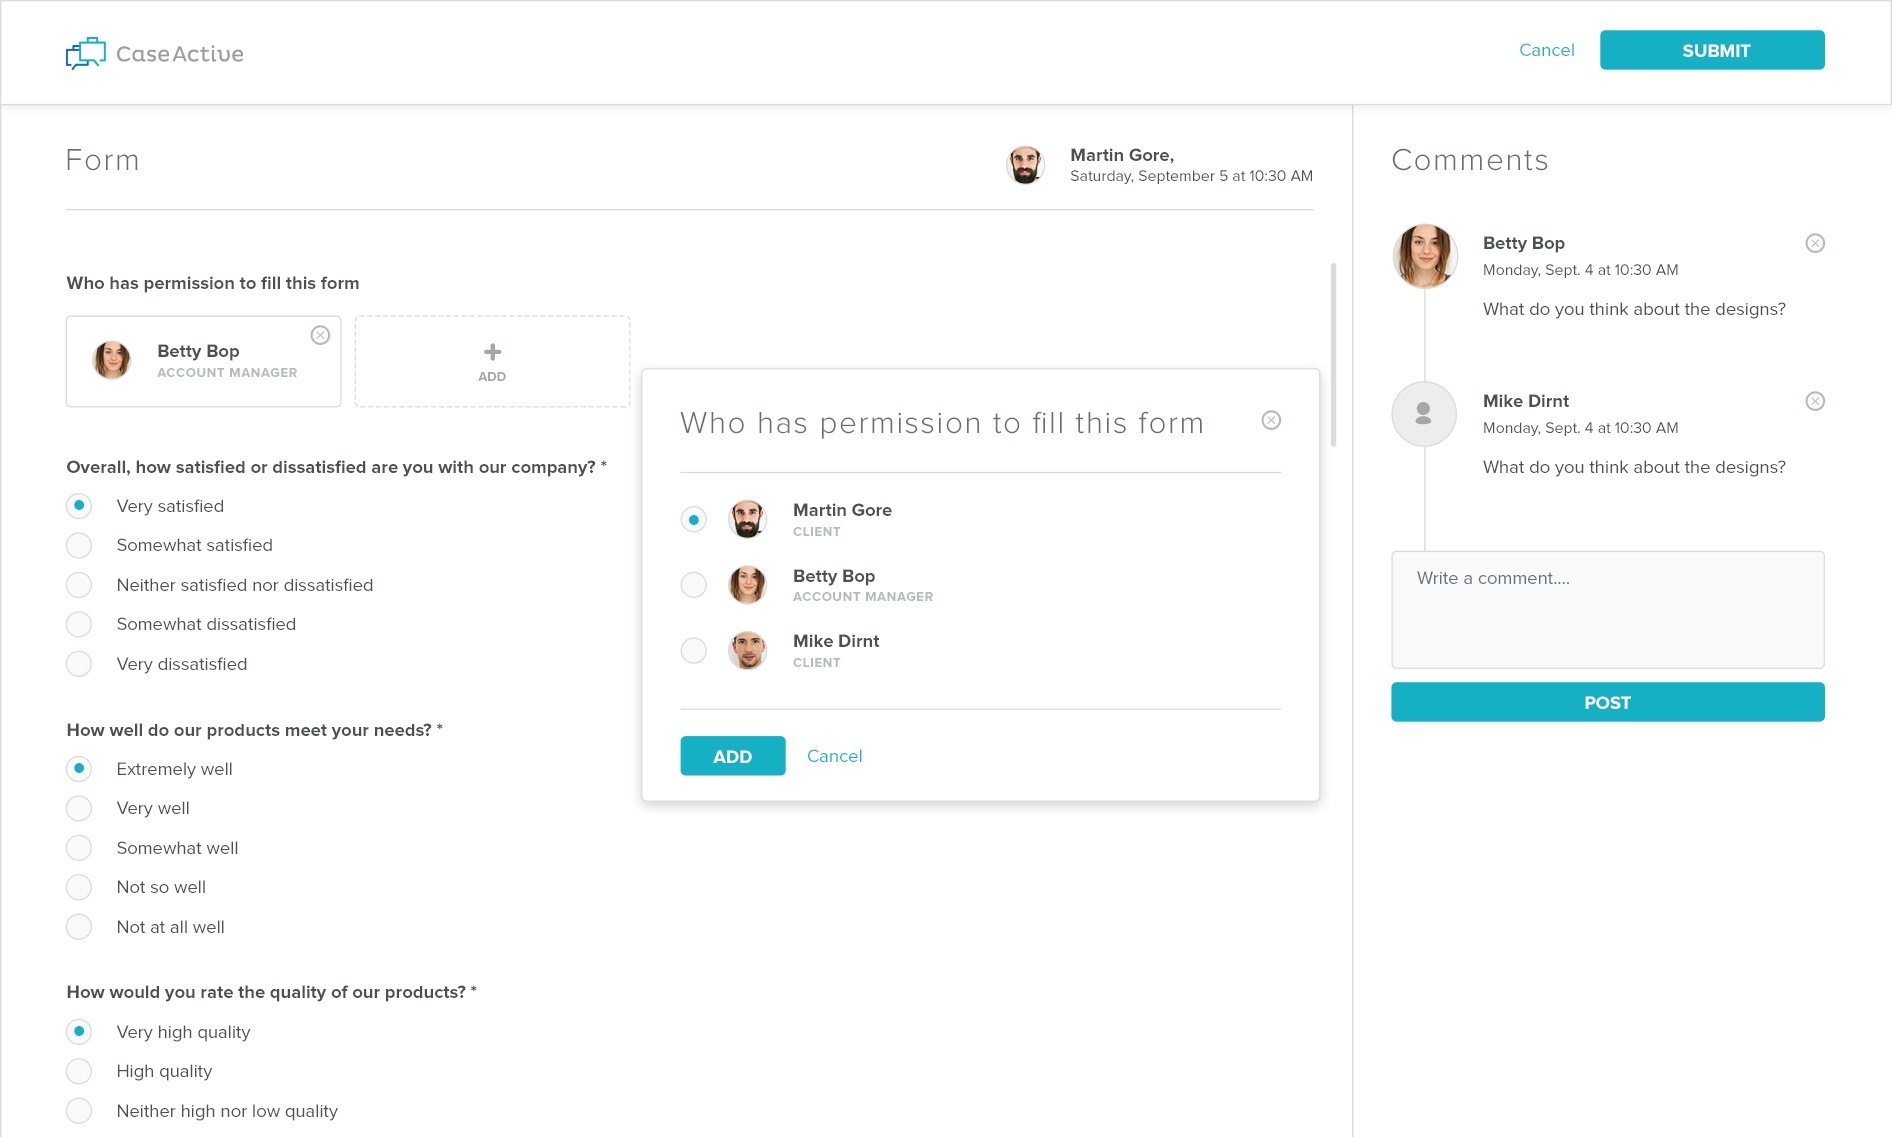 CaseActive
Cancel
SUBMIT
Form
Martin Gore,
Saturday, September 5 at 10:30 AM
Who has permission to fill this form
Betty Bop
ACCOUNT MANAGER
ADD
Overall, how satisfied or dissatisfied are you with our company? *
Very satisfied
Somewhat satisfied
Neither satisfied nor dissatisfied
Somewhat dissatisfied
Very dissatisfied
How well do our products meet your needs? *
Extremely well
Very well
Somewhat well
Not so well
Not at all well
How would you rate the quality of our products? *
Very high quality
High quality
Neither high nor low quality
Who has permission to fill this form
Martin Gore
CLIENT
Betty Bop
ACCOUNT MANAGER
Mike Dirnt
CLIENT
ADD
Cancel
Comments
Betty Bop
Monday, Sept. 4 at 10:30 AM
What do you think about the designs?
Mike Dirnt
Monday, Sept. 4 at 10:30 AM
What do you think about the designs?
Write a comment....
POST